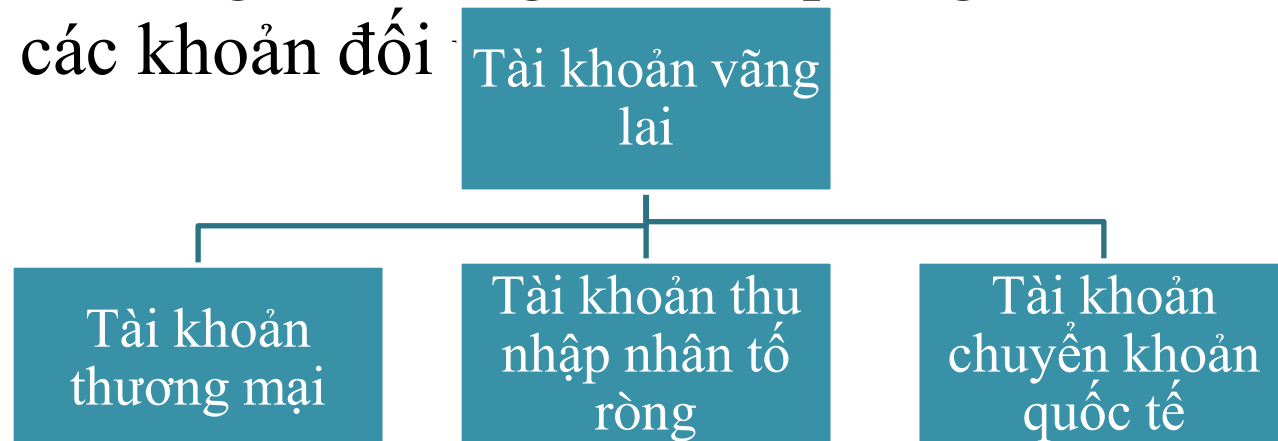 các khoản đối
Tài khoản vãng
lai
Tài khoản
thương mại
Tài khoản thu
nhập nhân tố
ròng
Tài khoản
chuyển khoản
quốc tế